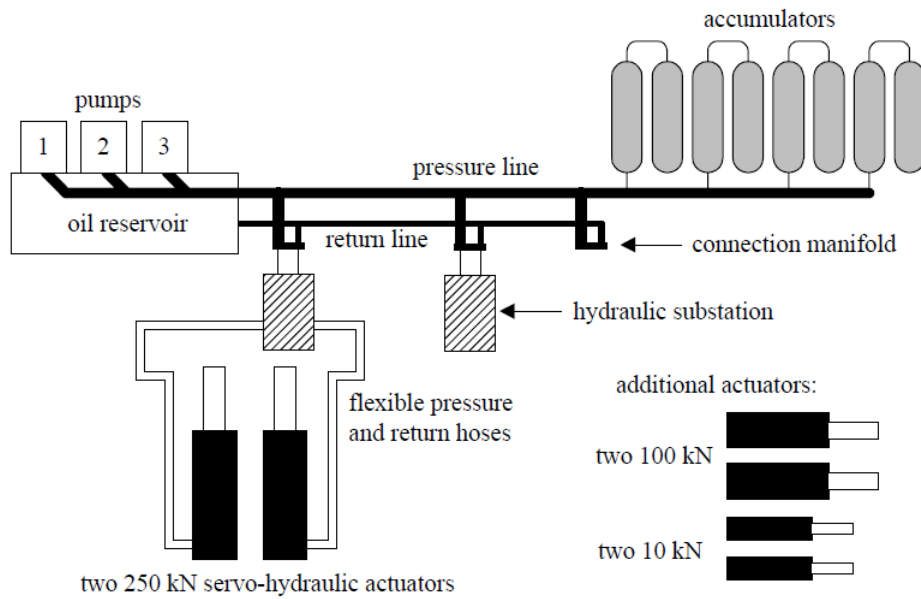 accumulators
pumps
1 2 3
pressure line
oil reservoir
return line
connection manifold
hydraulic substation
flexible pressure
and return hoses
additional actuators:
two 100 kN
two 10 kN
two 250 kN servo-hydraulic actuators